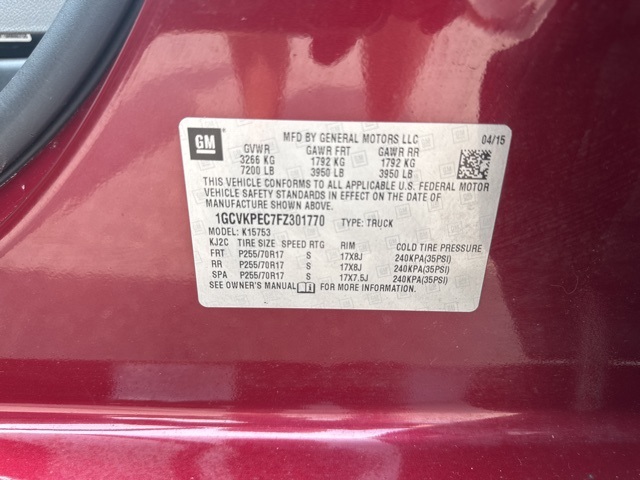 GM
MFD BY GENERAL MOTORS LLC 04/15
GVWR GAWR FRT GAWR RR
3266 KG 1792 KG 1792 KG
7200 LB 3950 LB 3950 LB
THIS VEHICLE CONFORMS TO ALL APPLICABLE U.S. FEDERAL MOTOR
VEHICLE SAFETY STANDARDS IN EFFECT ON THE DATE OF
MANUFACTURE SHOWN ABOVE.
1GCVKPEC7FZ301770 TYPE: TRUCK
MODEL: K15753
KJ2C TIRE SIZE SPEED RTG RIM COLD TIRE PRESSURE
FRT P255/70R17 S 17X8J 240KPA(35PSI)
RR P255/70R17 S 17X8J 240KPA(35PSI)
SPA P255/70R17 S 17X7.5J 240KPA(35PSI)
SEE OWNER'S MANUAL FOR MORE INFORMATION.